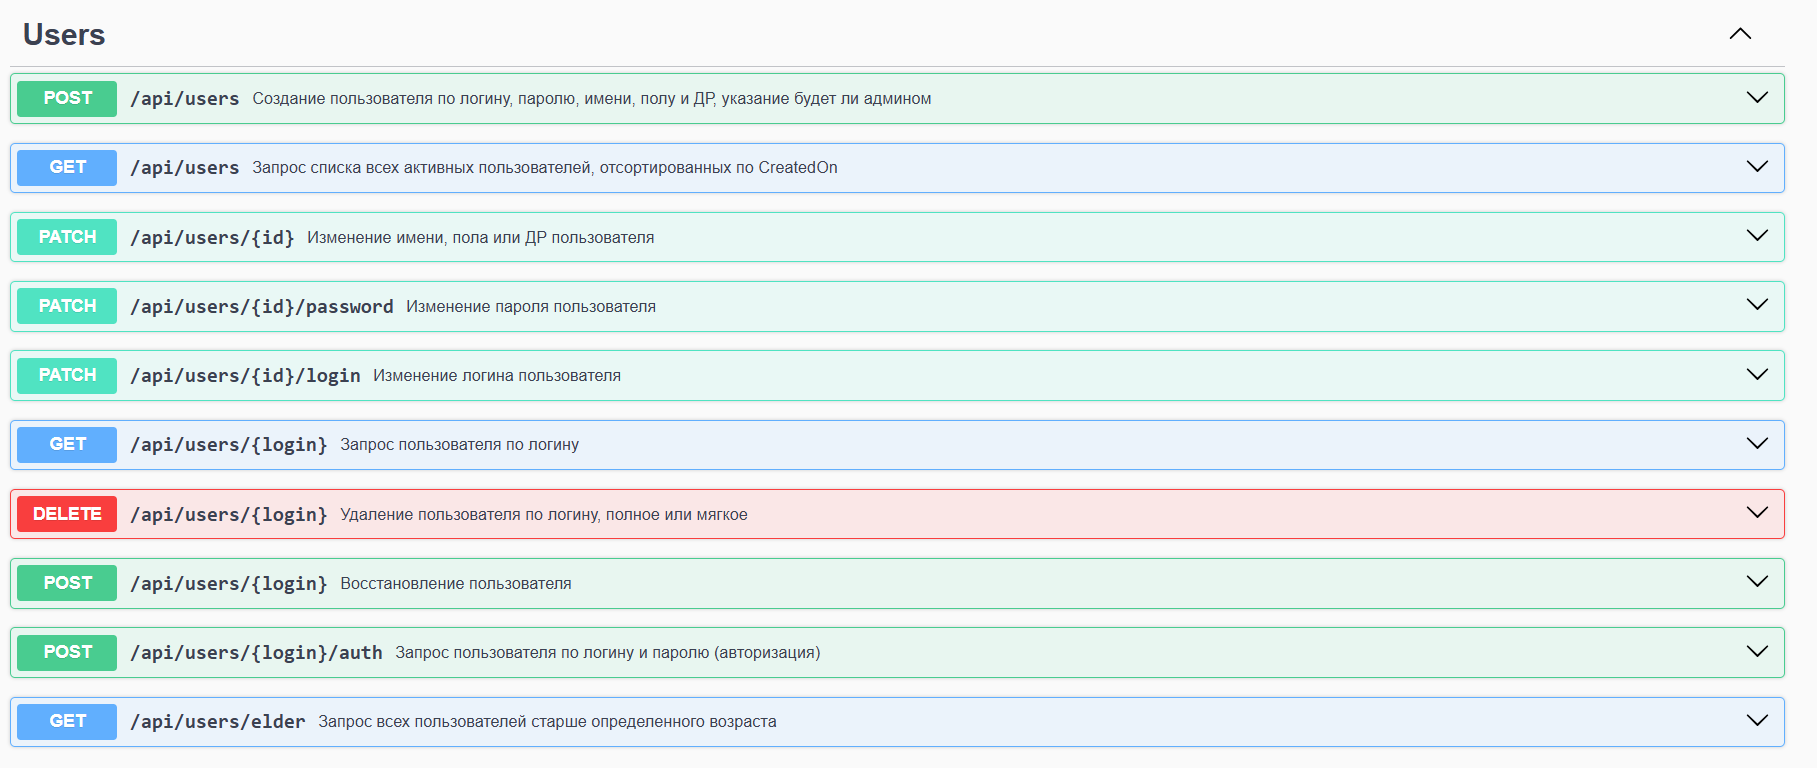 Users
POST /api/users Создание пользователя по логину, паролю, имени, полу и ДР, указание будет ли админом
GET /api/users Запрос списка всех активных пользователей, отсортированных по CreatedOn
PATCH /api/users/{id} Изменение имени, пола или ДР пользователя
PATCH /api/users/{id}/password Изменение пароля пользователя
PATCH /api/users/{id}/login Изменение логина пользователя
GET /api/users/{login} Запрос пользователя по логину
DELETE /api/users/{login} Удаление пользователя по логину, полное или мягкое
POST /api/users/{login} Восстановление пользователя
POST /api/users/{login}/auth Запрос пользователя по логину и паролю (авторизация)
GET /api/users/elder Запрос всех пользователей старше определенного возраста